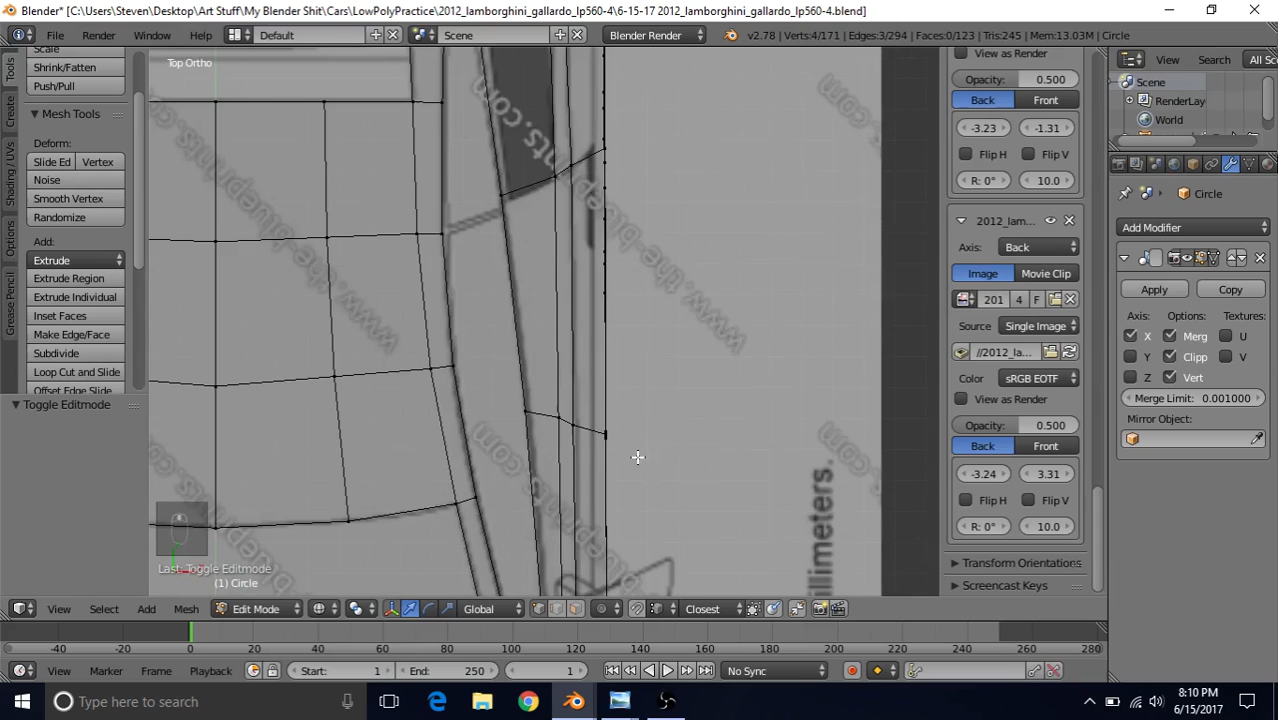 Blender* [C:\Users\Steven\Desktop\Art Stuff\My Blender Shit\Cars\LowPolyPractice\2012_lamborghini_gallardo_lp560-4\6-15-17 2012_lamborghini_gallardo_lp560-4.blend]
File Render Window Help Default Scene Blender Render v2.78 | Verts:4/171 | Edges:3/294 | Faces:0/123 | Tris:245 | Mem:13.03M | Circle
Top Ortho
Tools
Create
Shading / UVs
Options
Grease Pencil
Scale
Shrink/Fatten
Push/Pull
Mesh Tools
Deform:
Slide Ed Vertex
Noise
Smooth Vertex
Randomize
Add:
Extrude
Extrude Region
Extrude Individual
Inset Faces
Make Edge/Face
Subdivide
Loop Cut and Slide
Offset Edge Slide
Toggle Editmode
www.the-blueprints.com
millimeters.
Last: Toggle Editmode
(1) Circle
View as Render
Opacity: 0.500
Back Front
-3.23 -1.31
Flip H Flip V
R: 0° 10.0
2012_lam...
Axis: Back
Image Movie Clip
201 4 F
Source Single Image
//2012_la...
Color sRGB EOTF
View as Render
Opacity: 0.500
Back Front
-3.24 3.31
Flip H Flip V
R: 0° 10.0
Transform Orientations
Screencast Keys
View Search All Sc
Scene
RenderLay
World
Circle
Add Modifier
Apply Copy
Axis: Options: Textures:
X Merg U
Y Clipp V
Z Vert
Merge Limit: 0.001000
Mirror Object:
View Select Add Mesh Edit Mode Global Closest
-40 -20 0 20 40 60 80 100 120 140 160 180 200 220 240 260 280
View Marker Frame Playback Start: 1 End: 250 1 No Sync
Type here to search
8:10 PM
6/15/2017